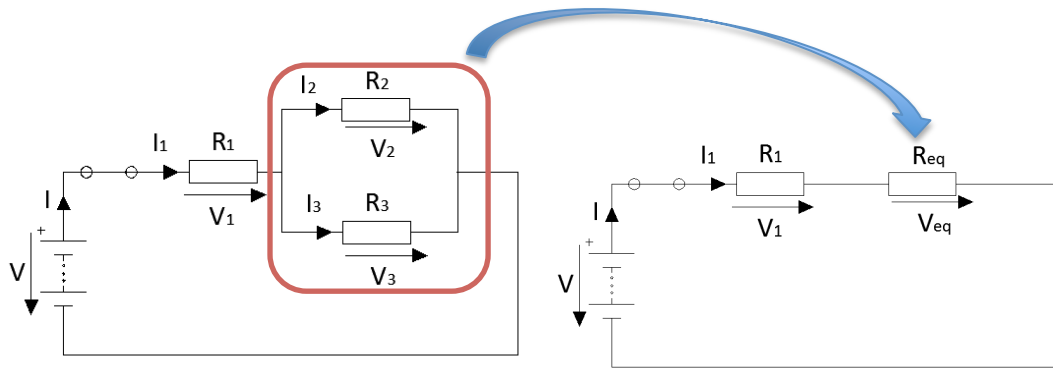 I2
R2
V2
I1
R1
V1
I3
R3
V3
I
+
V
I1
R1
Req
V1
Veq
I
+
V